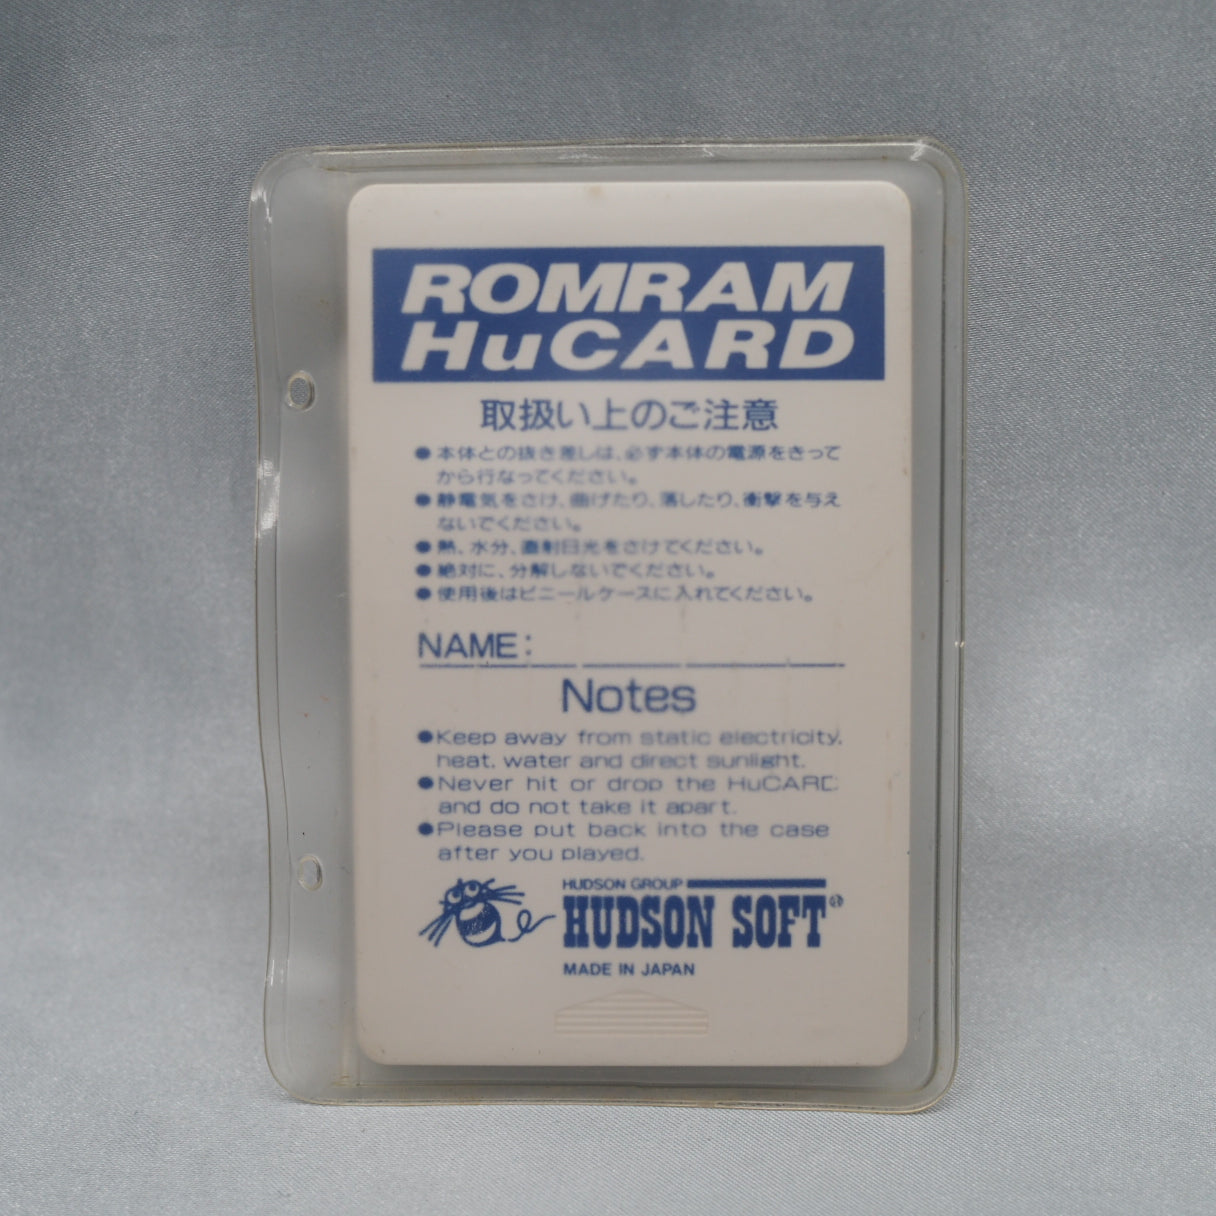 ROMRAM
HuCARD
取扱い上のご注意
●本体との抜き差しは、必ず本体の電源をきって
から行なってください。
●静電気をさけ、曲げたり、落したり、衝撃を与え
ないでください。
●熱、水分、直射日光をさけてください。
●絶対に、分解しないでください。
●使用後はビニールケースに入れてください。
NAME:
Notes
●Keep away from static electricity,
heat, water and direct sunlight.
●Never hit or drop the HuCARD
and do not take it apart.
●Please put back into the case
after you played.
HUDSON GROUP
HUDSON SOFT®
MADE IN JAPAN